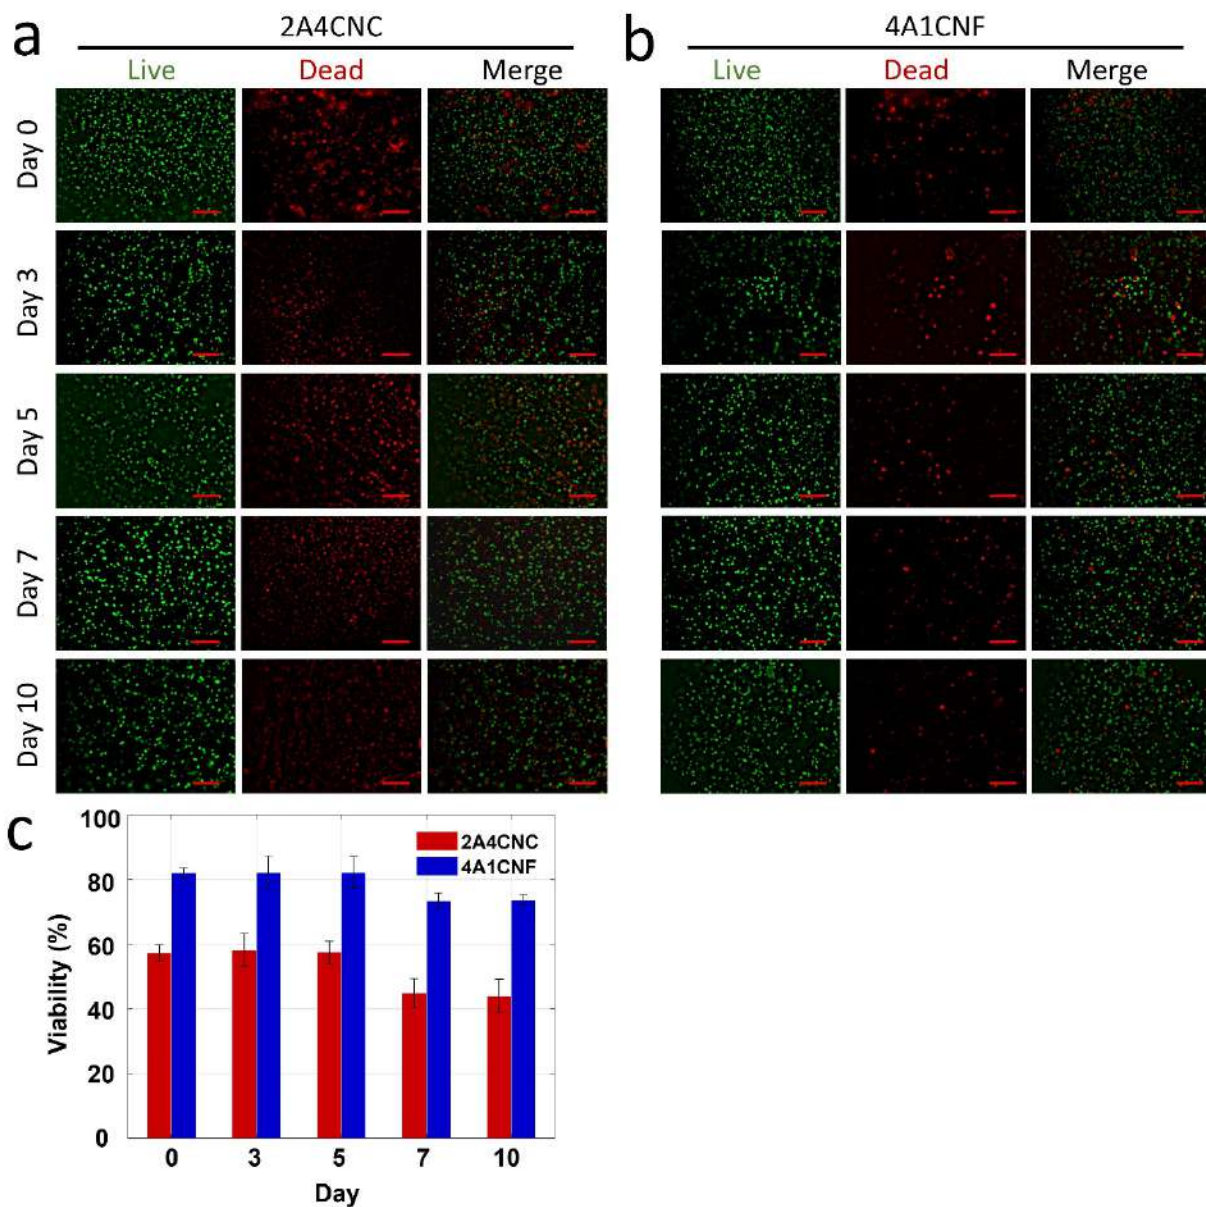 a
2A4CNC
Live Dead Merge
b
4A1CNF
Live Dead Merge
Day 0
Day 3
Day 5
Day 7
Day 10
c
100
80
60
40
20
0
Viability (%)
2A4CNC
4A1CNF
0 3 5 7 10
Day